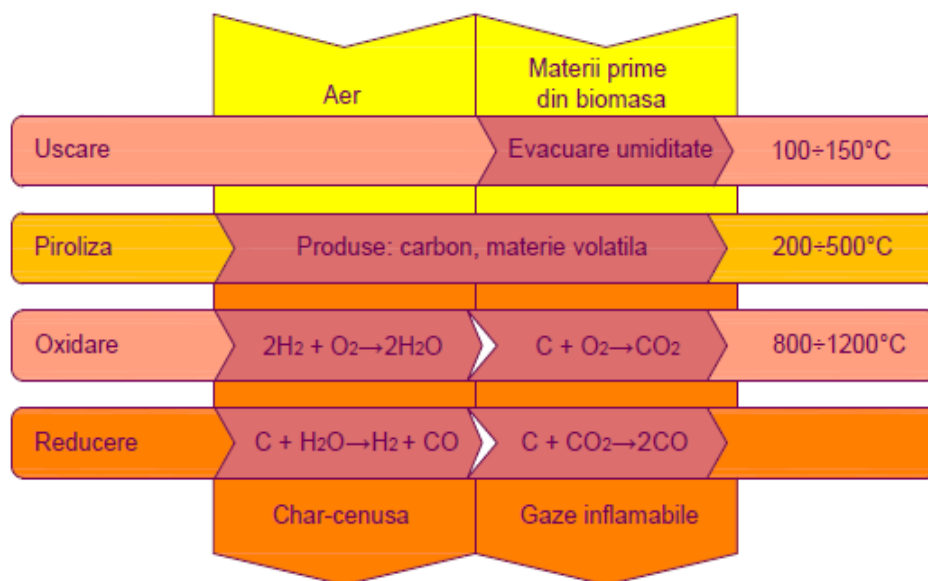 Aer
Materii prime
din biomasa
Uscare
Evacuare umiditate
100÷150°C
Piroliza
Produse: carbon, materie volatila
200÷500°C
Oxidare
2H2 + O2→2H2O
C + O2→CO2
800÷1200°C
Reducere
C + H2O→H2 + CO
C + CO2→2CO
Char-cenusa
Gaze inflamabile